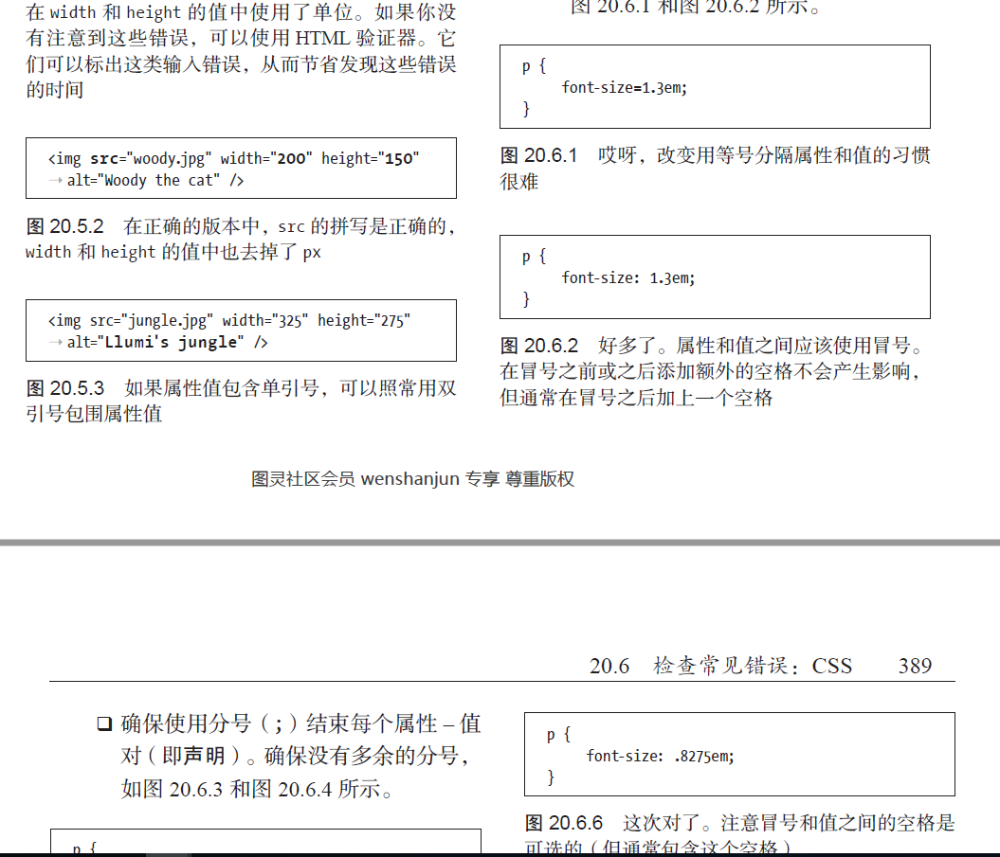 在 width 和 height 的值中使用了单位。如果你没
有注意到这些错误，可以使用 HTML 验证器。它
们可以标出这类输入错误，从而节省发现这些错误
的时间
<img src="woody.jpg" width="200" height="150"
→ alt="Woody the cat" />
图 20.5.2 在正确的版本中，src 的拼写是正确的，
width 和 height 的值中也去掉了 px
<img src="jungle.jpg" width="325" height="275"
→ alt="Llumi's jungle" />
图 20.5.3 如果属性值包含单引号，可以照常用双
引号包围属性值
图 20.6.1 和图 20.6.2 所示。
p {
font-size=1.3em;
}
图 20.6.1 哎呀，改变用等号分隔属性和值的习惯
很难
p {
font-size: 1.3em;
}
图 20.6.2 好多了。属性和值之间应该使用冒号。
在冒号之前或之后添加额外的空格不会产生影响，
但通常在冒号之后加上一个空格
图灵社区会员 wenshanjun 专享 尊重版权
20.6 检查常见错误：CSS 389
❑ 确保使用分号（;）结束每个属性 – 值
对（即声明）。确保没有多余的分号，
如图 20.6.3 和图 20.6.4 所示。
p {
p {
font-size: .8275em;
}
图 20.6.6 这次对了。注意冒号和值之间的空格是
可选的（但通常包含这个空格）